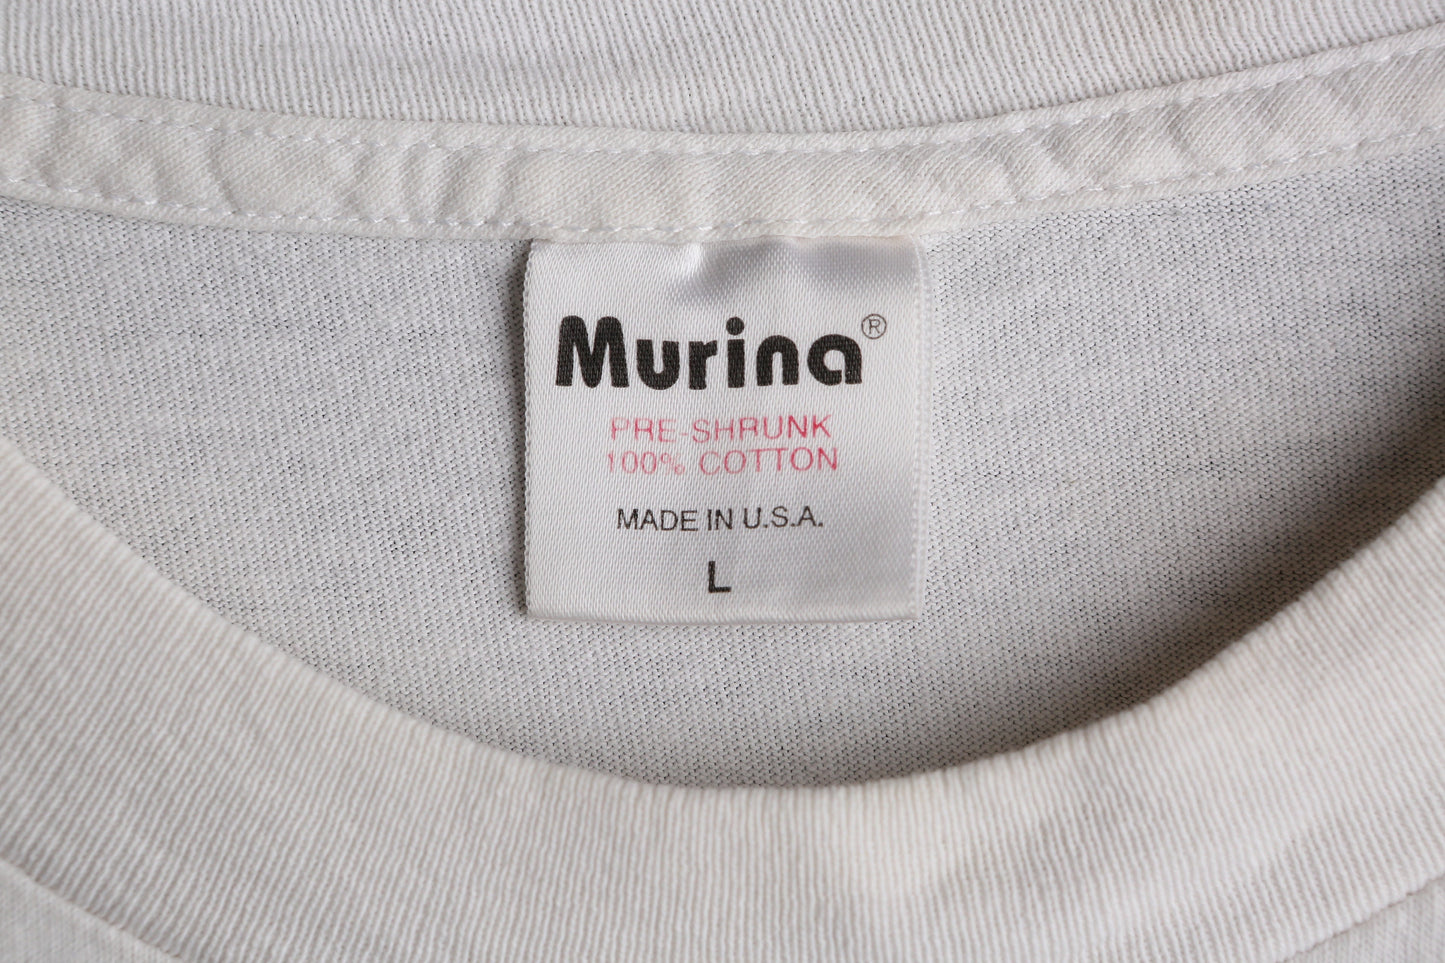 Murina®
PRE-SHRUNK
100% COTTON
MADE IN U.S.A.
L